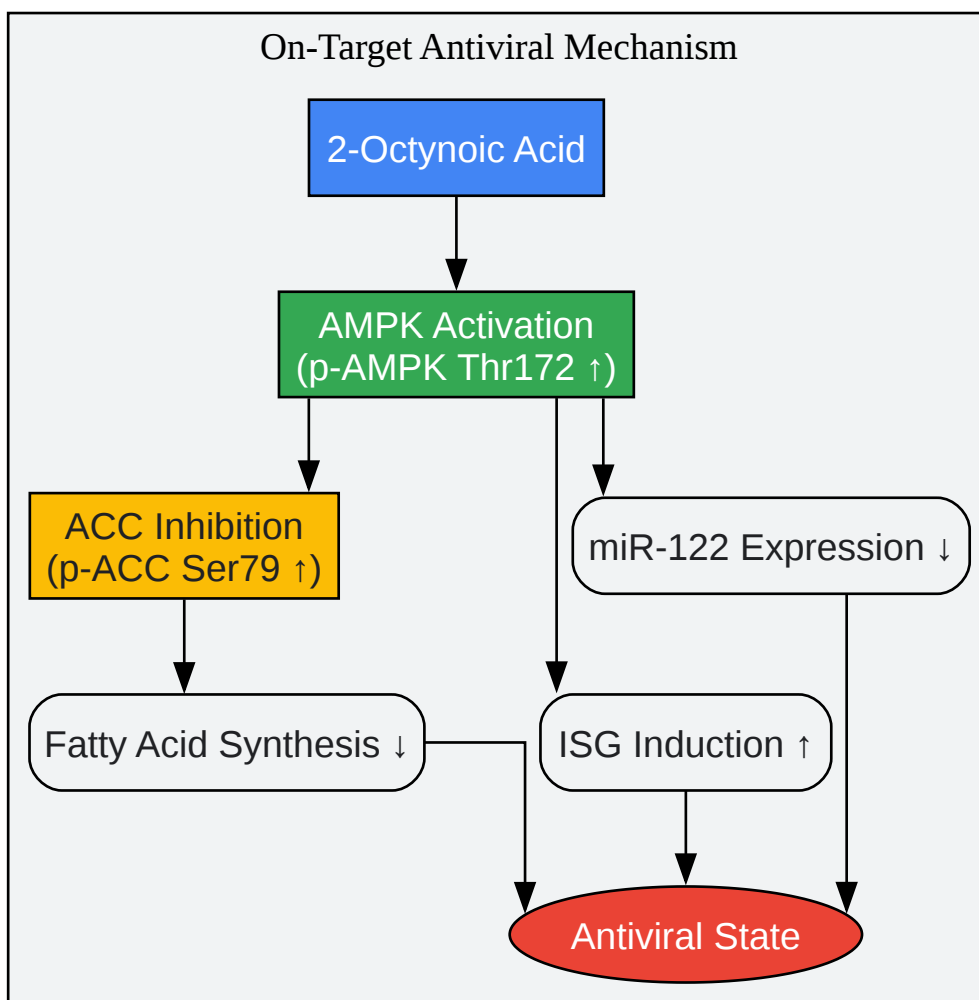 On-Target Antiviral Mechanism
2-Octynoic Acid
AMPK Activation
(p-AMPK Thr172 ↑)
ACC Inhibition
(p-ACC Ser79 ↑)
miR-122 Expression ↓
Fatty Acid Synthesis ↓
ISG Induction ↑
Antiviral State